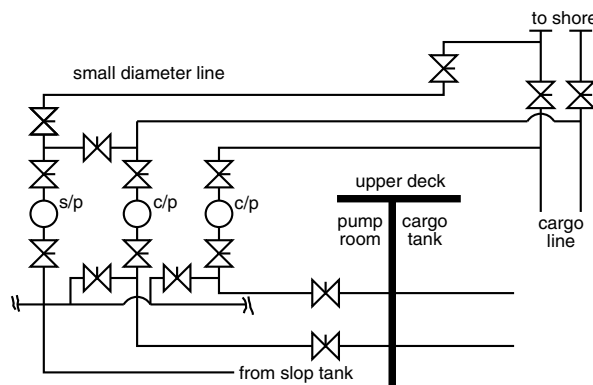 to shore
small diameter line
s/p
c/p
c/p
upper deck
pump
room
cargo
tank
cargo
line
from slop tank